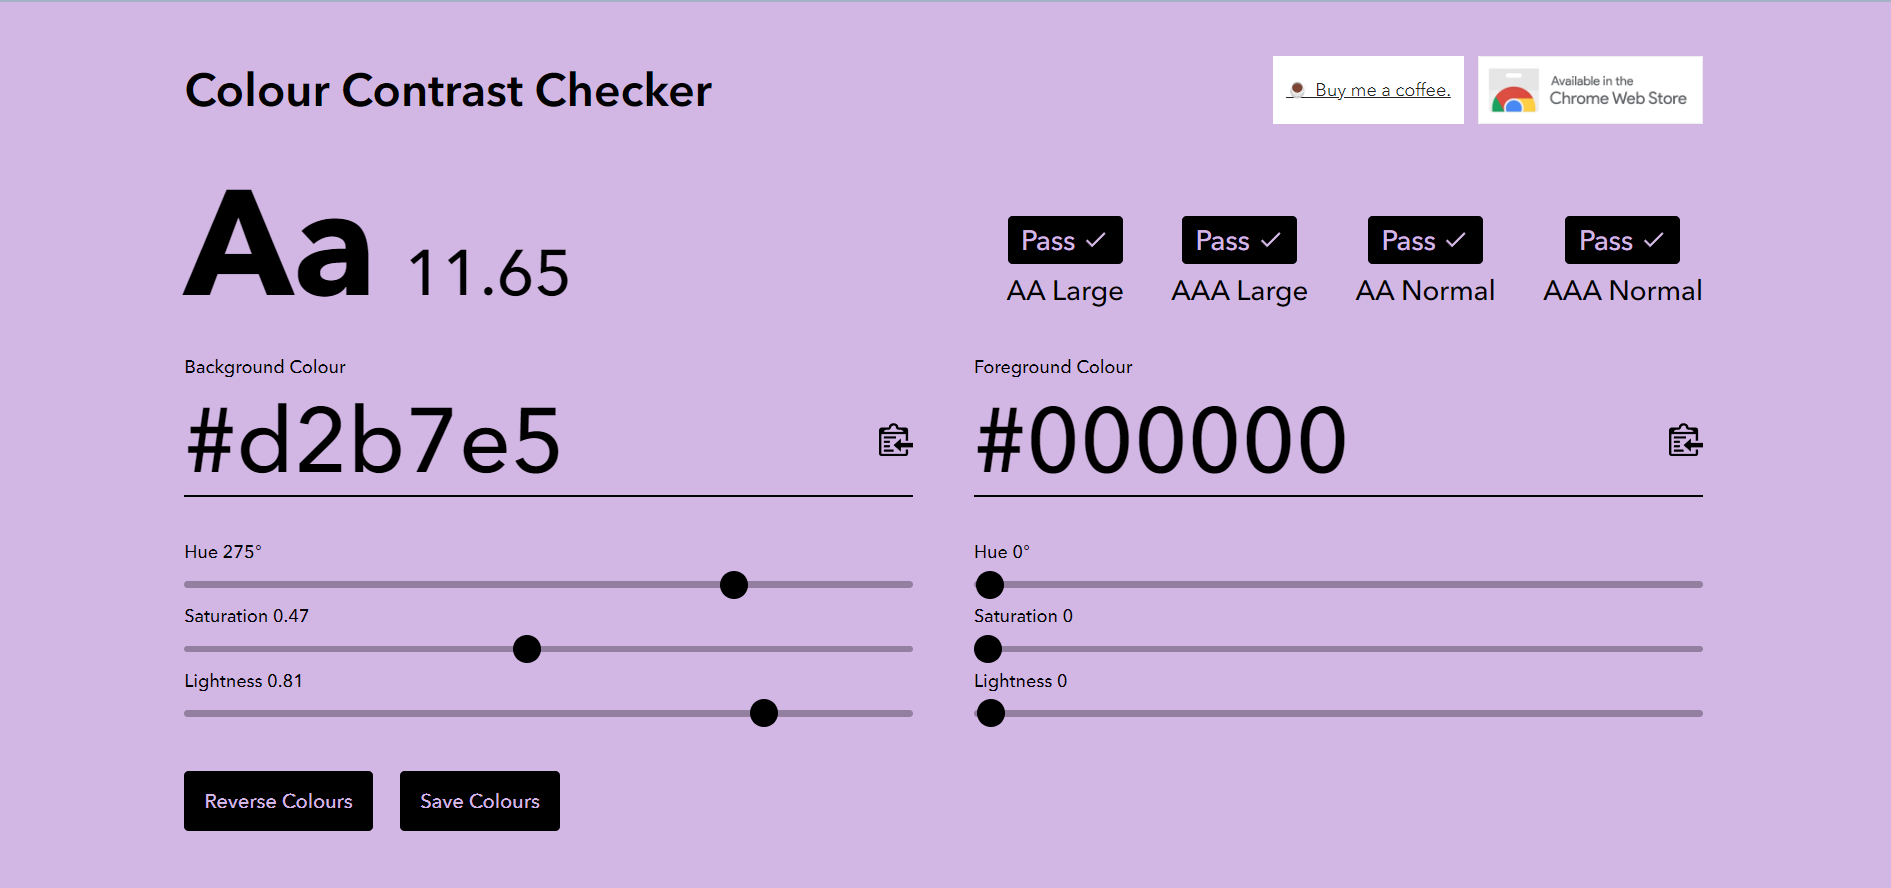 Colour Contrast Checker
Buy me a coffee.
Available in the
Chrome Web Store
Aa 11.65
Pass
AA Large
Pass
AAA Large
Pass
AA Normal
Pass
AAA Normal
Background Colour
#d2b7e5
Hue 275°
Saturation 0.47
Lightness 0.81
Foreground Colour
#000000
Hue 0°
Saturation 0
Lightness 0
Reverse Colours
Save Colours